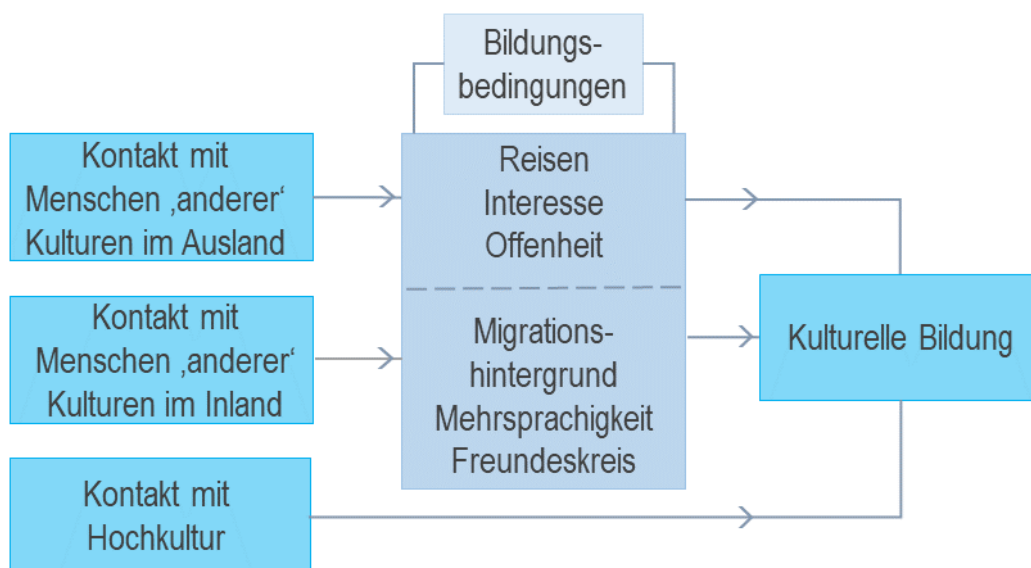 Bildungs-
bedingungen
Kontakt mit
Menschen ‚anderer‘
Kulturen im Ausland
Reisen
Interesse
Offenheit
Kontakt mit
Menschen ‚anderer‘
Kulturen im Inland
Migrations-
hintergrund
Mehrsprachigkeit
Freundeskreis
Kulturelle Bildung
Kontakt mit
Hochkultur